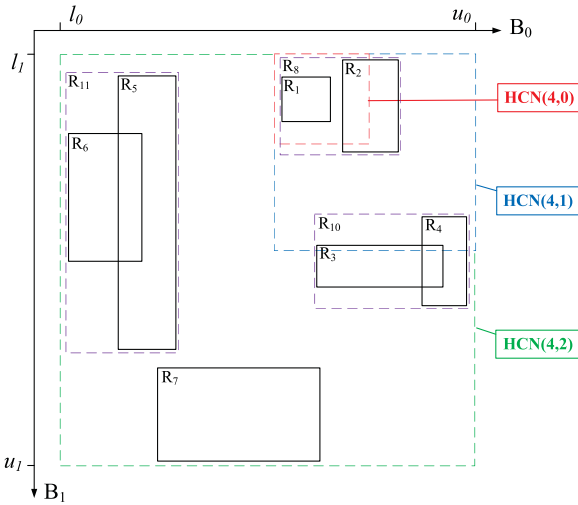 l₀ u₀
B₀
l₁
R₈
R₂
R₁₁ R₅
R₁
HCN(4,0)
R₆
HCN(4,1)
R₁₀ R₄
R₃
HCN(4,2)
R₇
u₁
B₁